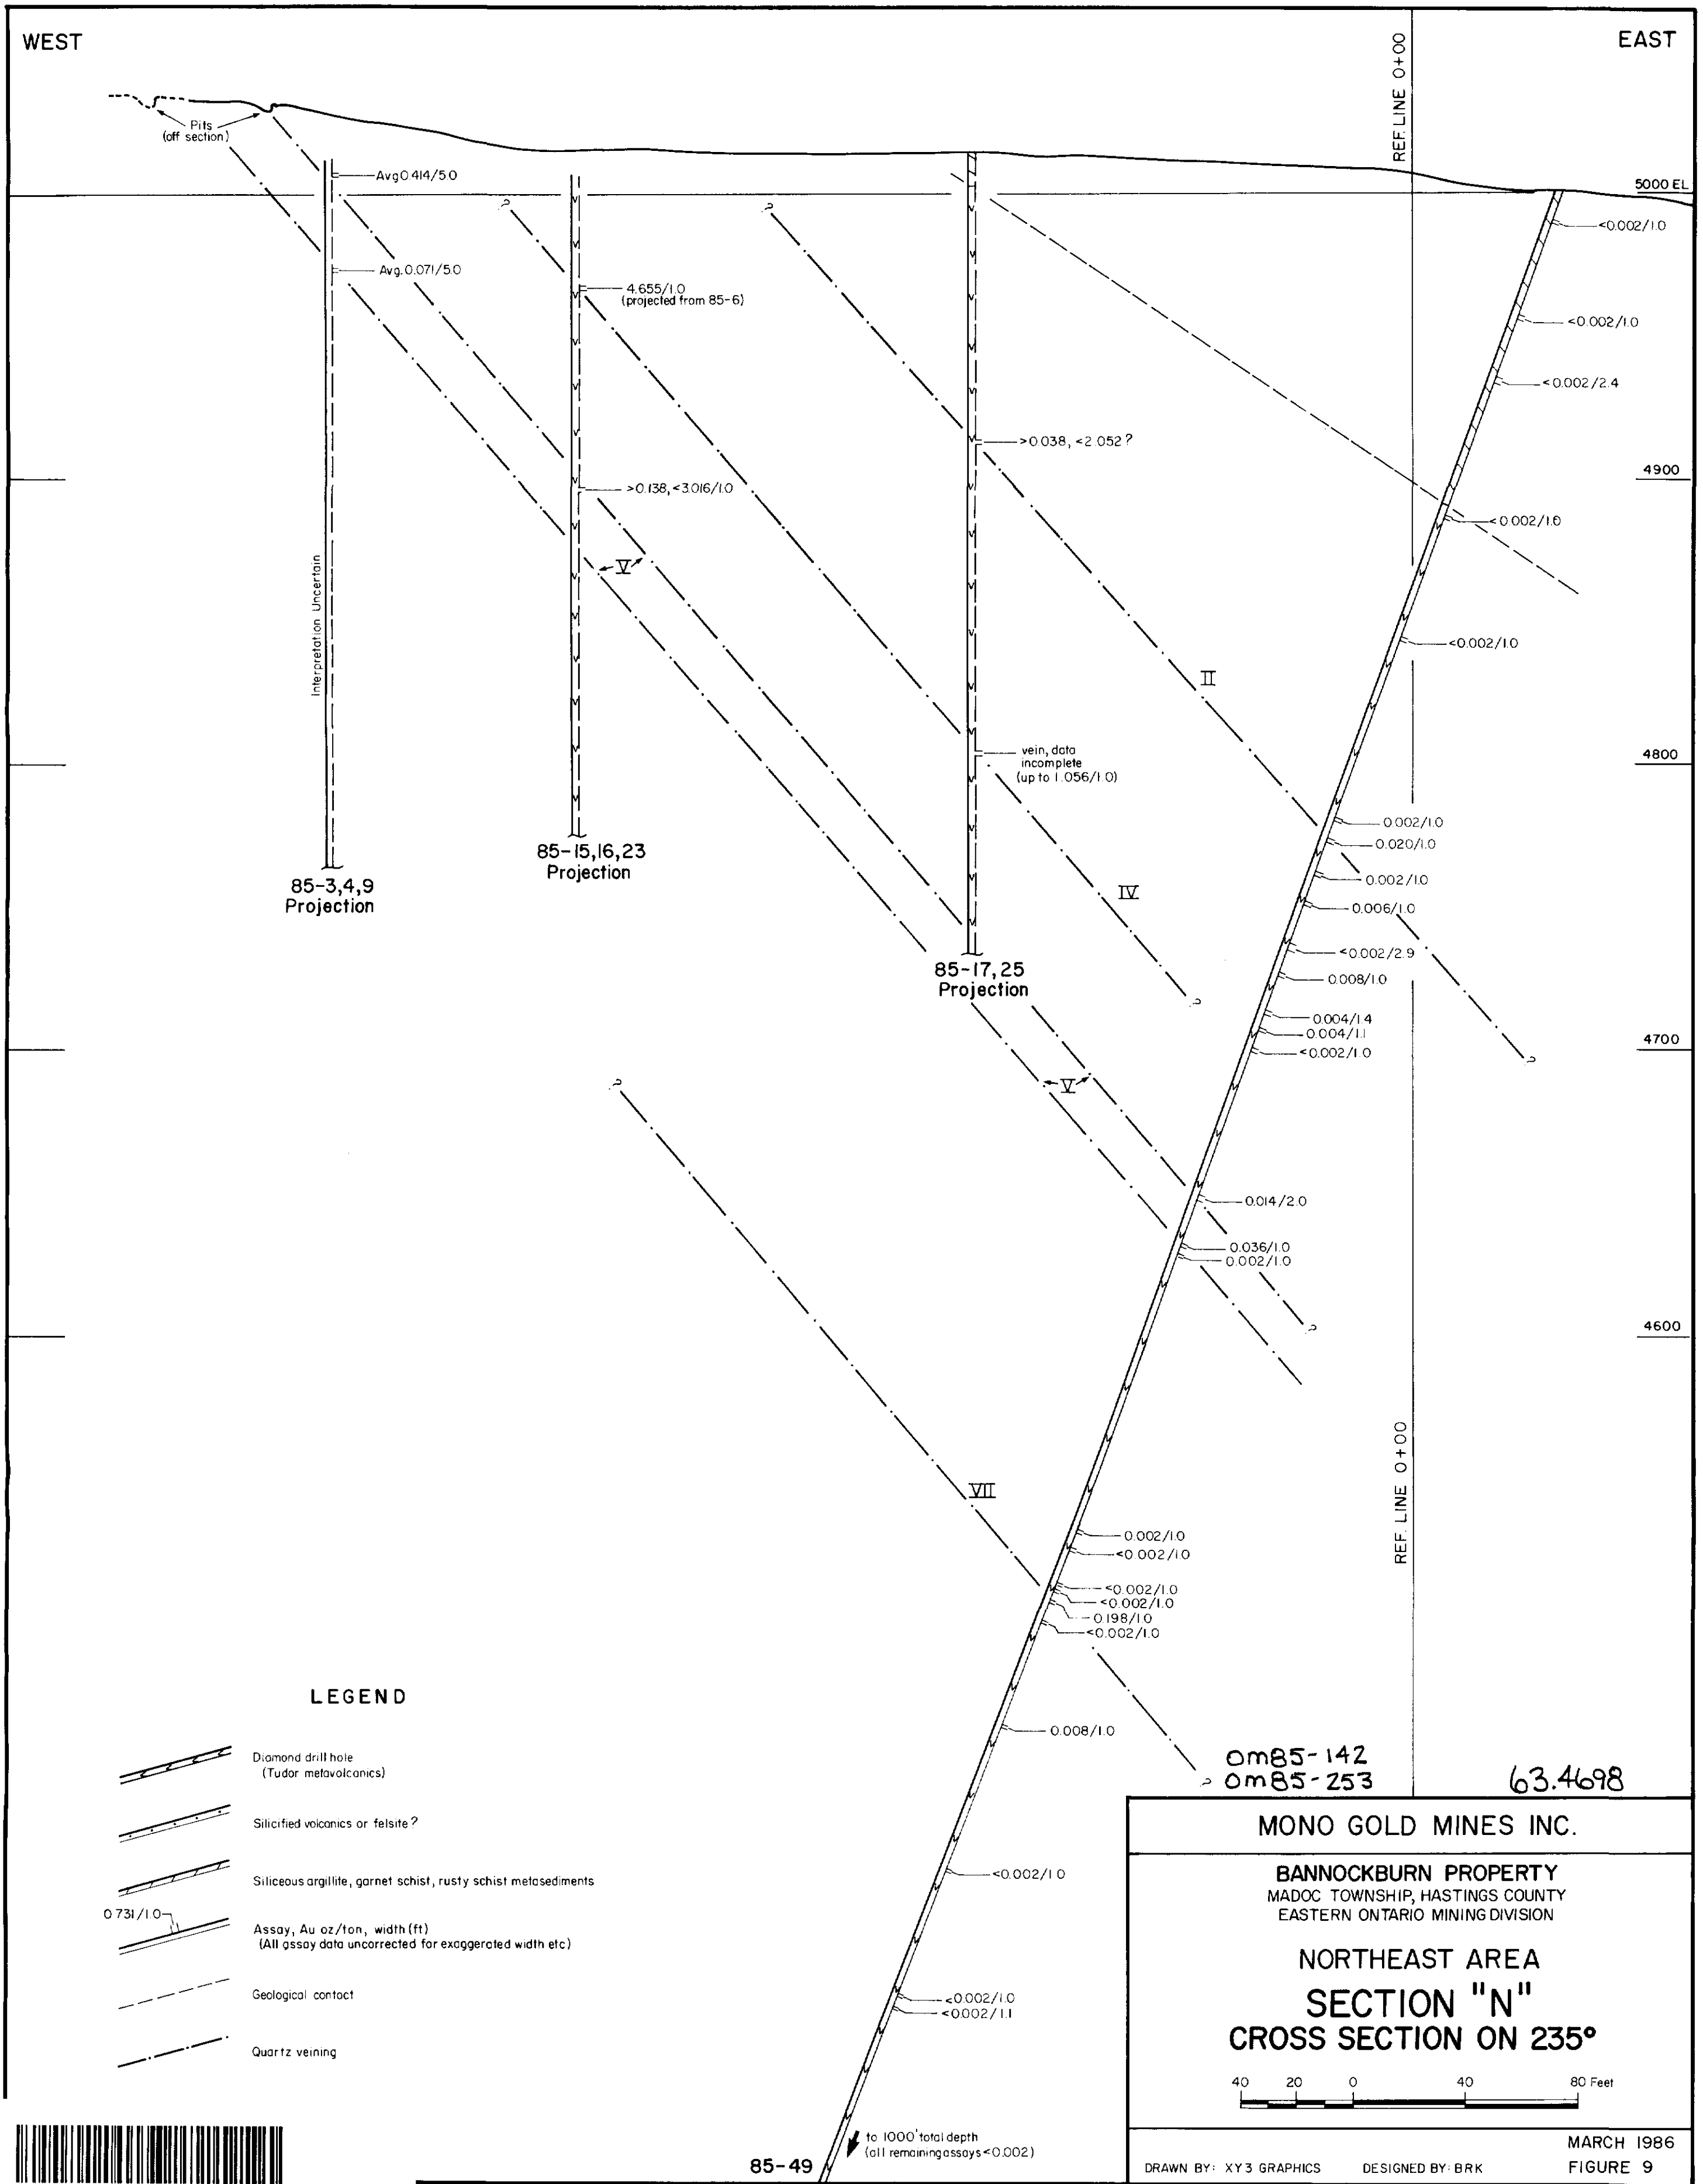 WEST
EAST
REF. LINE 0+00
Pits
(off section)
5000 EL
Avg 0.414/5.0
Avg. 0.071/5.0
4.655/1.0
(projected from 85-6)
<0.002/1.0
<0.002/1.0
<0.002/2.4
>0.038, <2.052 ?
4900
>0.138, <3.016/1.0
<0.002/1.0
Interpretation Uncertain
V
<0.002/1.0
II
vein, data
incomplete
(up to 1.056/1.0)
4800
0.002/1.0
0.020/1.0
0.002/1.0
0.006/1.0
<0.002/2.9
0.008/1.0
0.004/1.4
0.004/1.1
<0.002/1.0
85-3,4,9
Projection
85-15,16,23
Projection
IV
85-17,25
Projection
4700
V
0.014/2.0
0.036/1.0
0.002/1.0
4600
REF. LINE 0+00
VII
0.002/1.0
<0.002/1.0
<0.002/1.0
<0.002/1.0
0.198/1.0
<0.002/1.0
0.008/1.0
<0.002/1.0
<0.002/1.0
<0.002/1.1
to 1000' total depth
(all remaining assays <0.002)
85-49
LEGEND
Diamond drill hole
(Tudor metavolcanics)
Silicified volcanics or felsite ?
Siliceous argillite, garnet schist, rusty schist metasediments
0.731/1.0
Assay, Au oz/ton, width (ft)
(All assay data uncorrected for exaggerated width etc)
Geological contact
Quartz veining
OM85-142
OM85-253
63.4698
MONO GOLD MINES INC.
BANNOCKBURN PROPERTY
MADOC TOWNSHIP, HASTINGS COUNTY
EASTERN ONTARIO MINING DIVISION
NORTHEAST AREA
SECTION "N"
CROSS SECTION ON 235°
40 20 0 40 80 Feet
MARCH 1986
DRAWN BY: XY3 GRAPHICS DESIGNED BY: BRK FIGURE 9